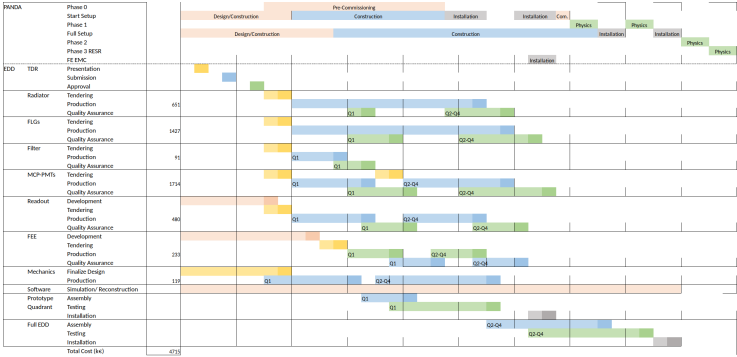 PANDA Phase 0 Pre-Commissioning
Start Setup Design/Construction Construction Installation Installation Com.
Phase 1 Physics Physics
Full Setup Design/Construction Construction Installation Installation
Phase 2 Physics
Phase 3 RESR Physics
FE EMC Installation
EDD TDR Presentation
Submission
Approval
Radiator Tendering
Production 651
Quality Assurance Q1 Q2-Q4
FLGs Tendering
Production 1427
Quality Assurance Q1 Q2-Q4
Filter Tendering
Production 91 Q1
Quality Assurance Q1
MCP-PMTs Tendering
Production 1714 Q1 Q2-Q4
Quality Assurance Q1 Q2-Q4
Readout Development
Tendering
Production 480 Q1 Q2-Q4
Quality Assurance Q1 Q2-Q4
FEE Development
Tendering
Production 233 Q1 Q2-Q4
Quality Assurance Q1 Q2-Q4
Mechanics Finalize Design
Production 119 Q1 Q2-Q4
Software Simulation/ Reconstruction
Prototype Assembly Q1
Quadrant Testing Q1
Installation
Full EDD Assembly Q2-Q4
Testing Q2-Q4
Installation
Total Cost (k€) 4715